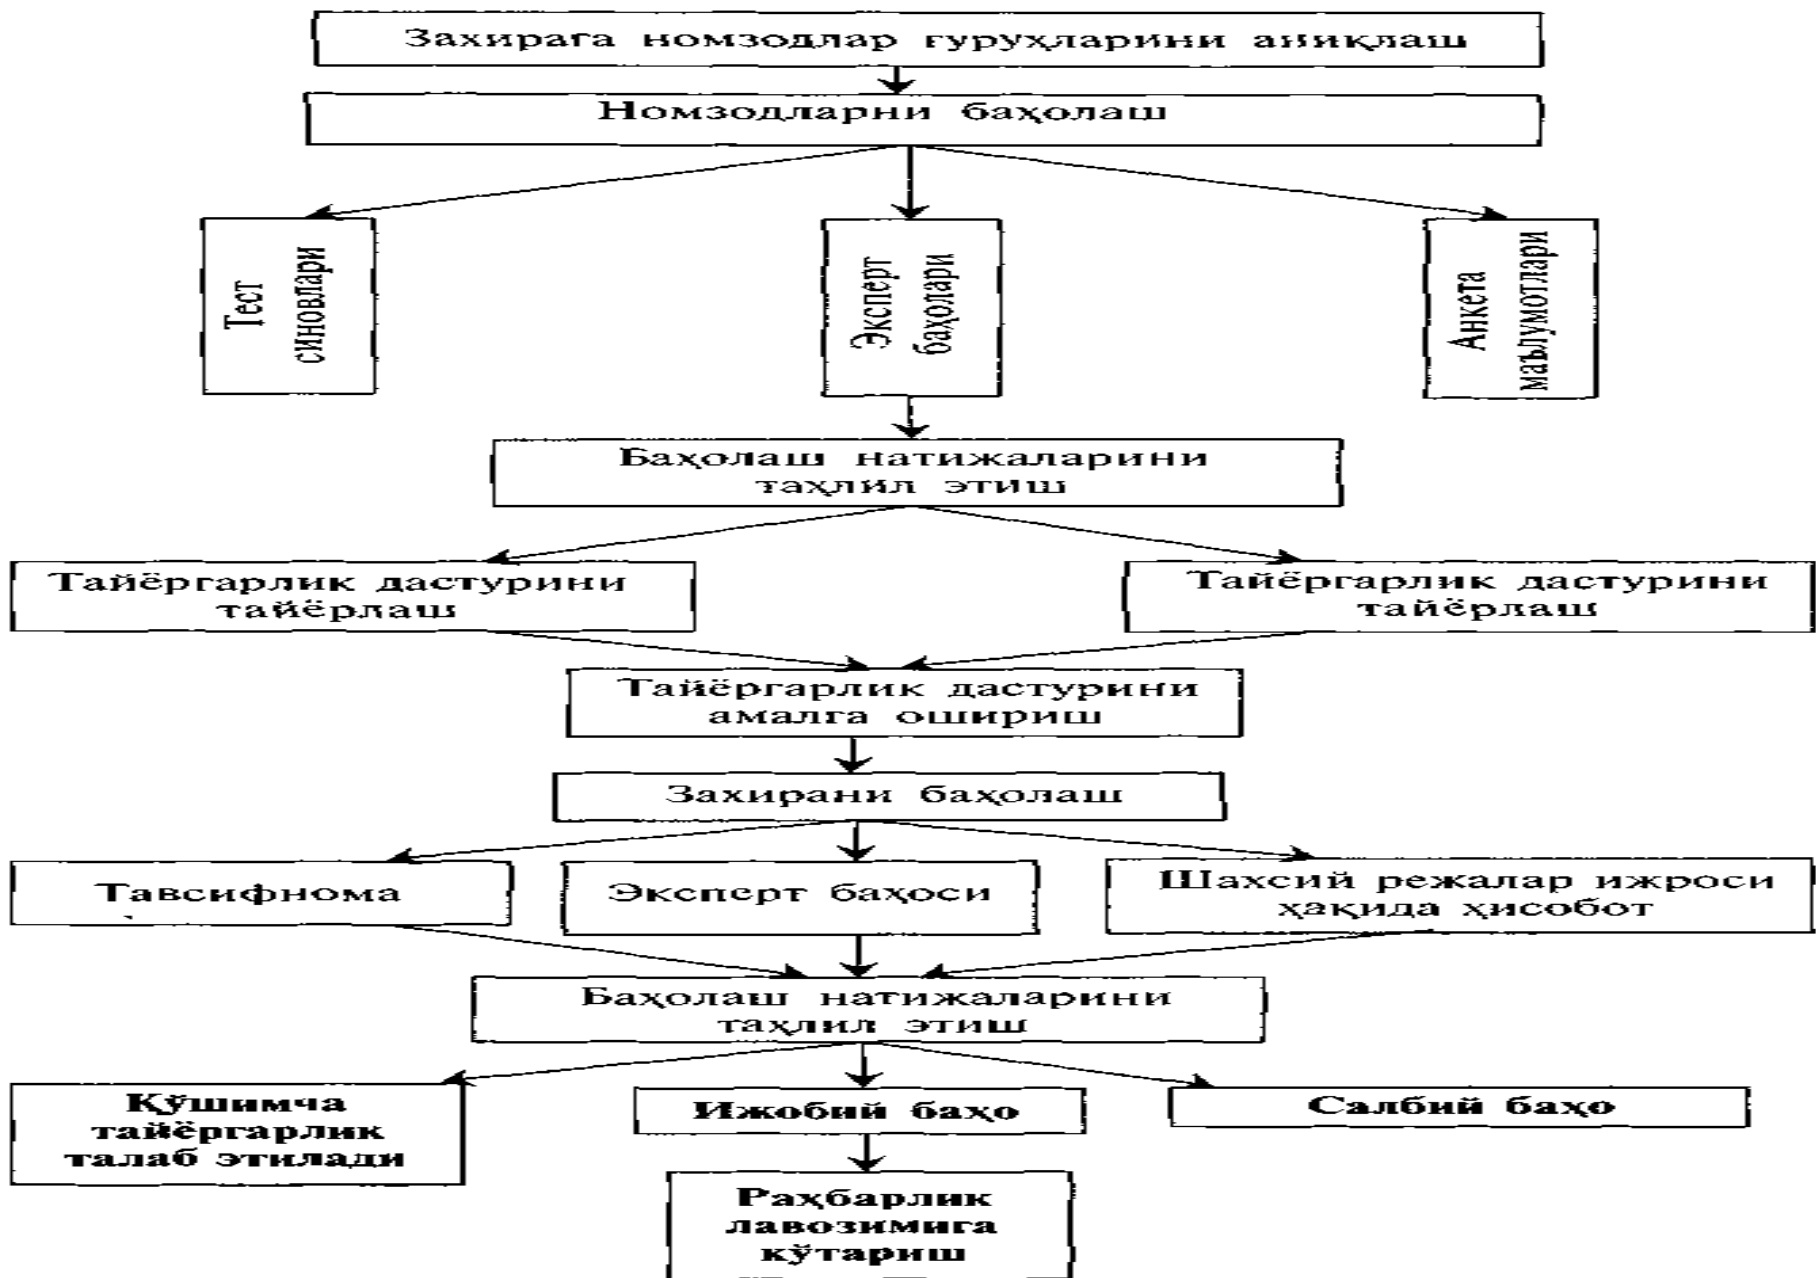 Захирага номзодлар гуруҳларини аниқлаш
Номзодларни баҳолаш
Тест
синовлари
Эксперт
баҳолари
Анкета
маълумотлари
Баҳолаш натижаларини
таҳлил этиш
Тайёргарлик дастурини
тайёрлаш
Тайёргарлик дастурини
тайёрлаш
Тайёргарлик дастурини
амалга ошириш
Захирани баҳолаш
Тавсифнома
Эксперт баҳоси
Шахсий режалар ижроси
ҳақида ҳисобот
Баҳолаш натижаларини
таҳлил этиш
Қўшимча
тайёргарлик
талаб этилади
Ижобий баҳо
Салбий баҳо
Раҳбарлик
лавозимига
кўтариш